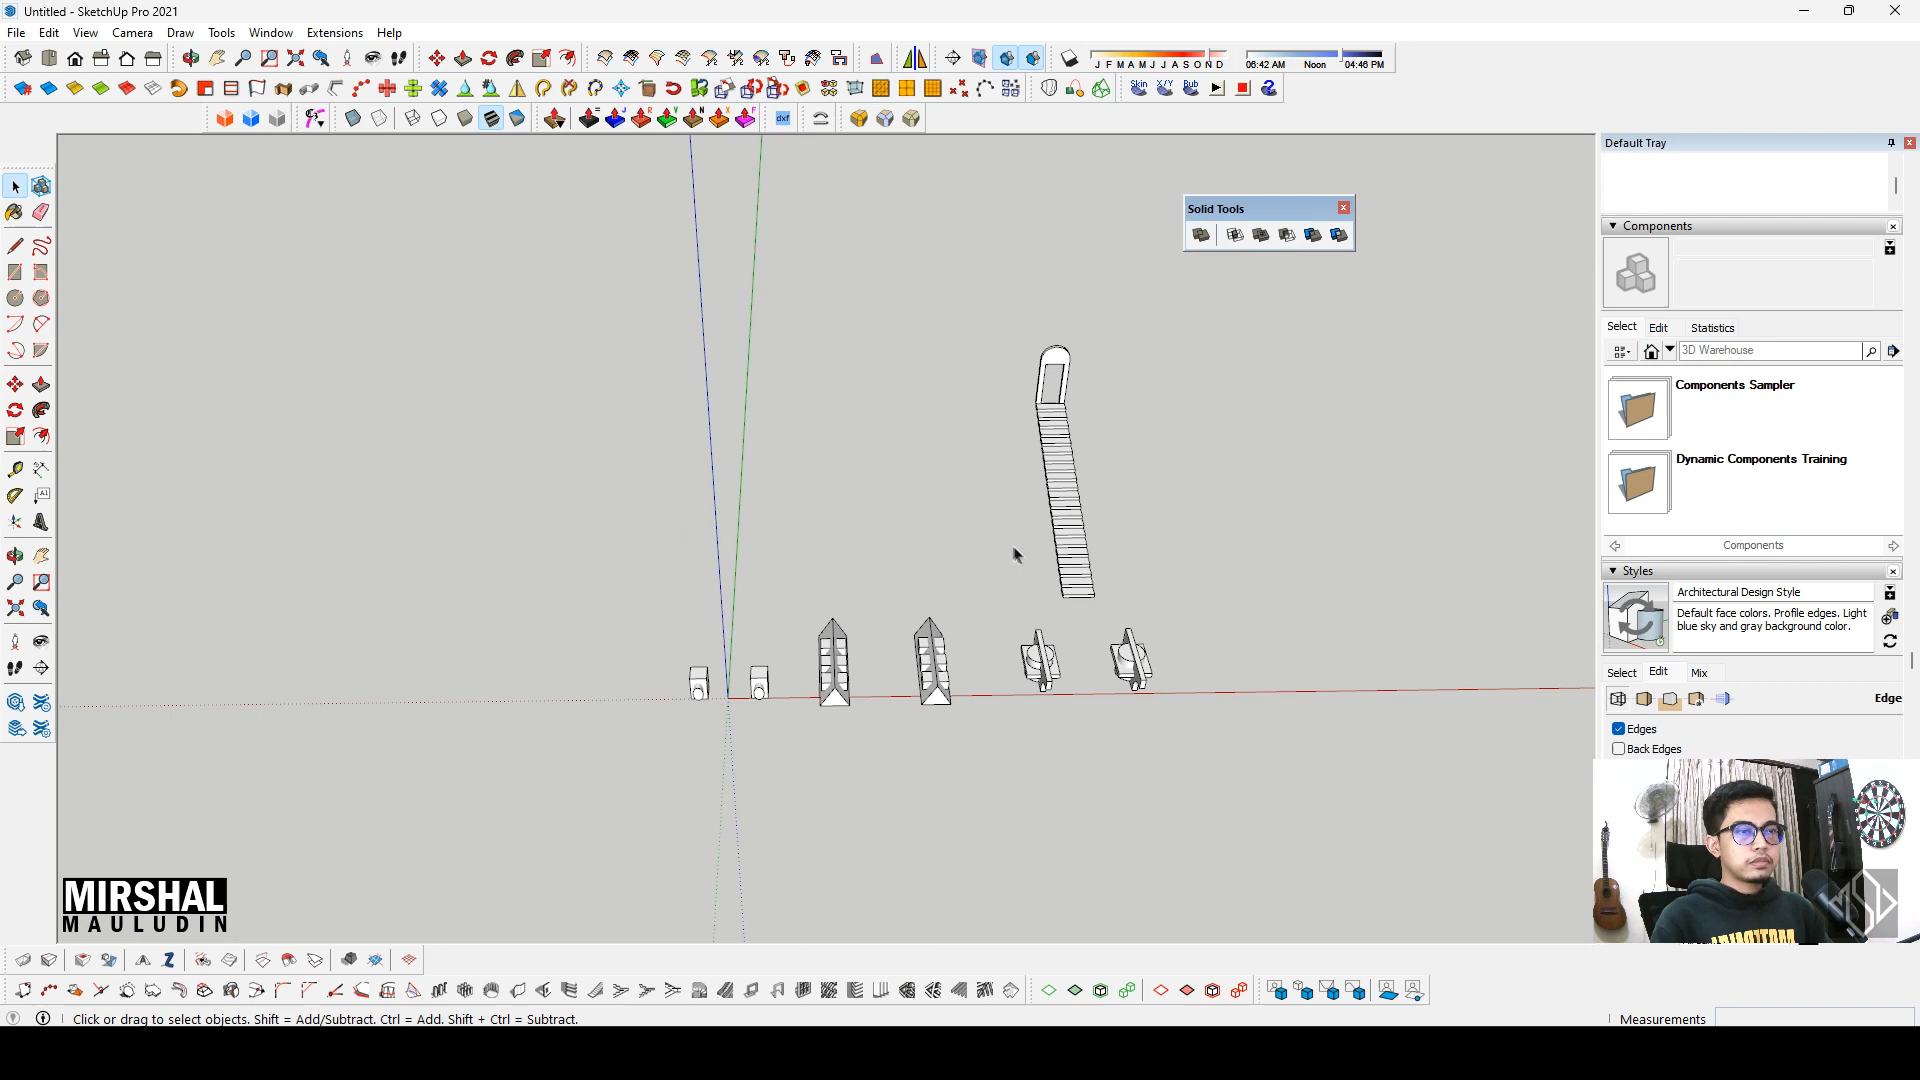 Untitled - SketchUp Pro 2021
File Edit View Camera Draw Tools Window Extensions Help
J F M A M J J A S O N D
06:42 AM Noon 04:46 PM
Skin X/Y Bub
dxf
Default Tray
Solid Tools
Components
Select Edit Statistics
3D Warehouse
Components Sampler
Dynamic Components Training
Components
Styles
Architectural Design Style
Default face colors. Profile edges. Light
blue sky and gray background color.
Select Edit Mix
Edge
Edges
Back Edges
MIRSHAL
MAULUDIN
Click or drag to select objects. Shift = Add/Subtract. Ctrl = Add. Shift + Ctrl = Subtract.
Measurements